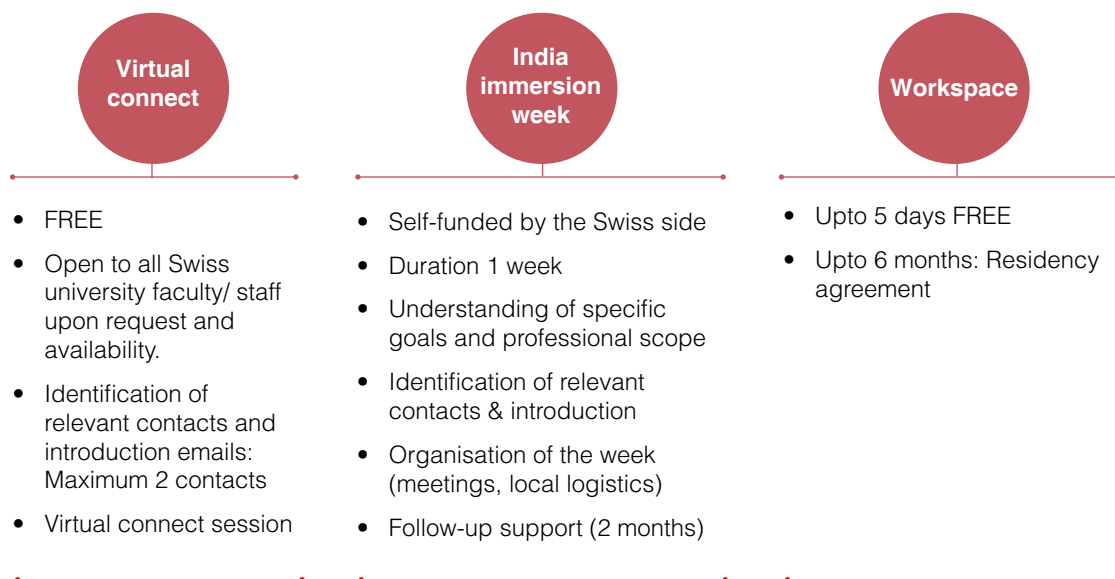 Virtual
connect
• FREE
• Open to all Swiss
university faculty/ staff
upon request and
availability.
• Identification of
relevant contacts and
introduction emails:
Maximum 2 contacts
• Virtual connect session
India
immersion
week
• Self-funded by the Swiss side
• Duration 1 week
• Understanding of specific
goals and professional scope
• Identification of relevant
contacts & introduction
• Organisation of the week
(meetings, local logistics)
• Follow-up support (2 months)
Workspace
• Upto 5 days FREE
• Upto 6 months: Residency
agreement